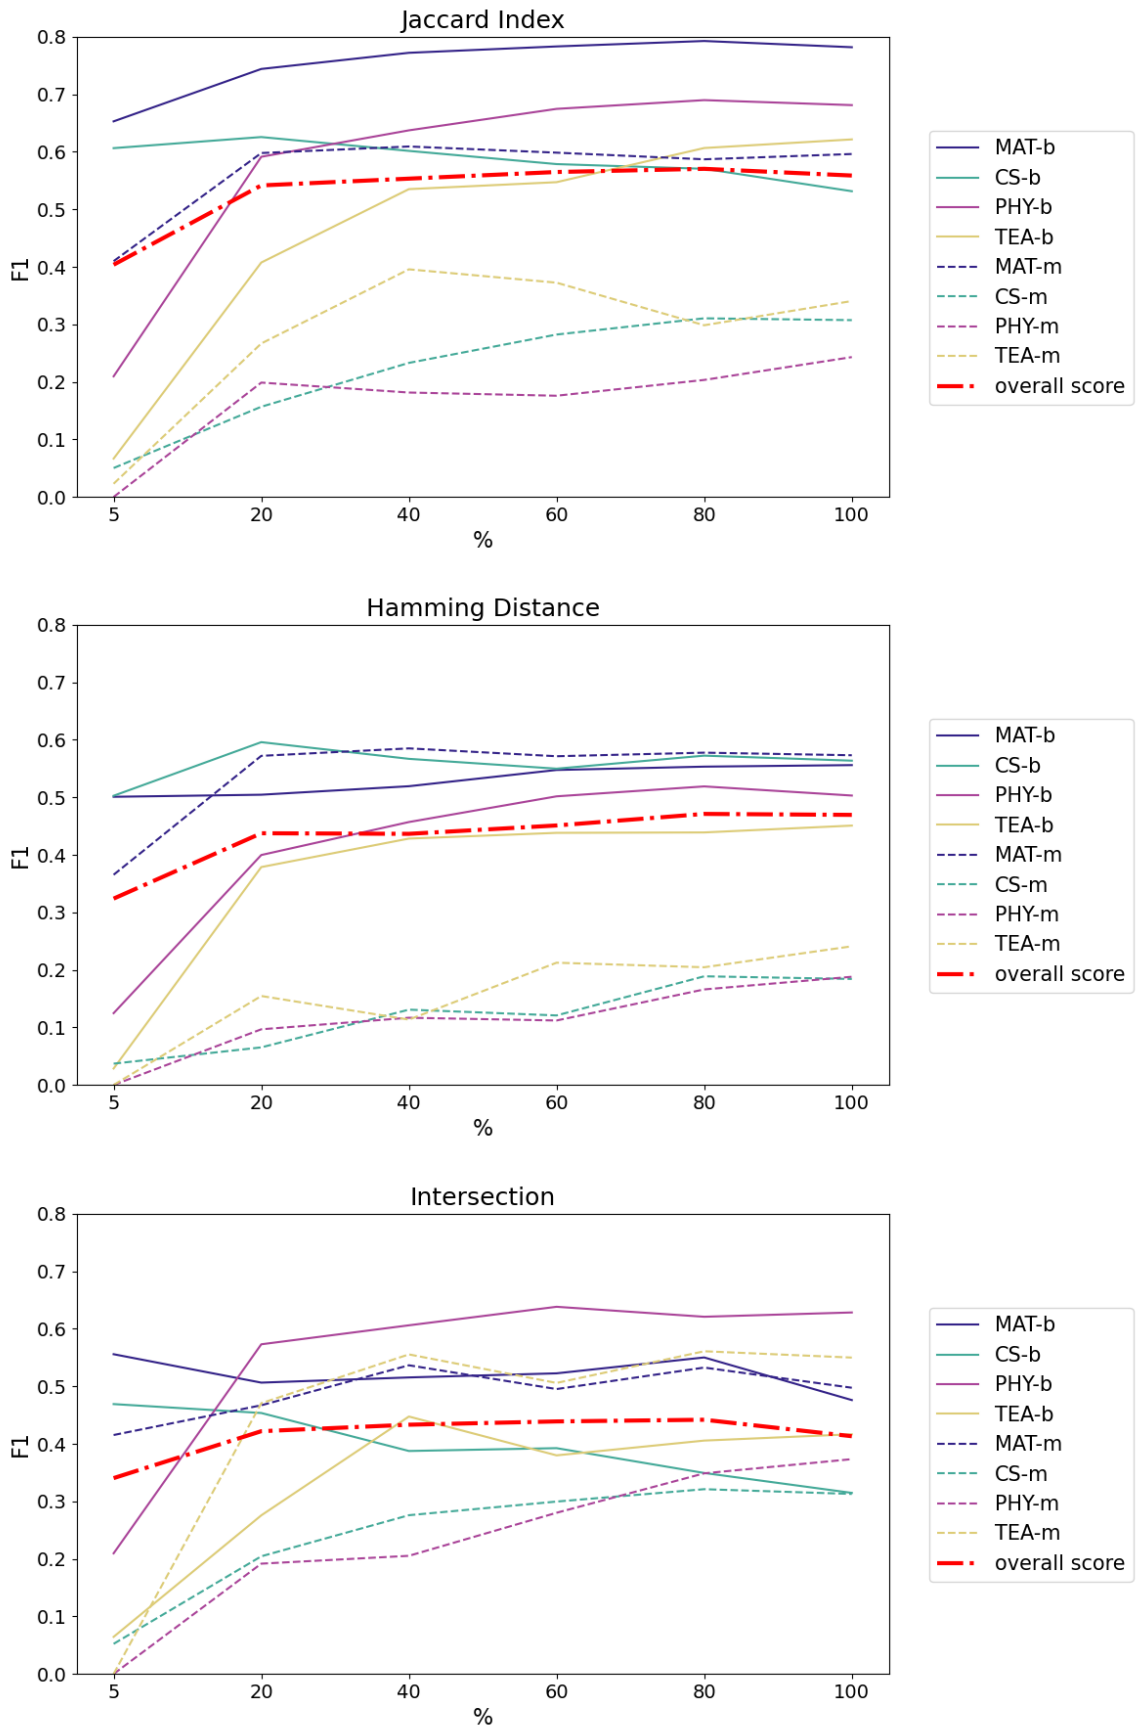 Jaccard Index
0.8
0.7
0.6
0.5
0.4
0.3
0.2
0.1
0.0
F1
5 20 40 60 80 100
%
MAT-b
CS-b
PHY-b
TEA-b
MAT-m
CS-m
PHY-m
TEA-m
overall score
Hamming Distance
0.8
0.7
0.6
0.5
0.4
0.3
0.2
0.1
0.0
F1
5 20 40 60 80 100
%
MAT-b
CS-b
PHY-b
TEA-b
MAT-m
CS-m
PHY-m
TEA-m
overall score
Intersection
0.8
0.7
0.6
0.5
0.4
0.3
0.2
0.1
0.0
F1
5 20 40 60 80 100
%
MAT-b
CS-b
PHY-b
TEA-b
MAT-m
CS-m
PHY-m
TEA-m
overall score